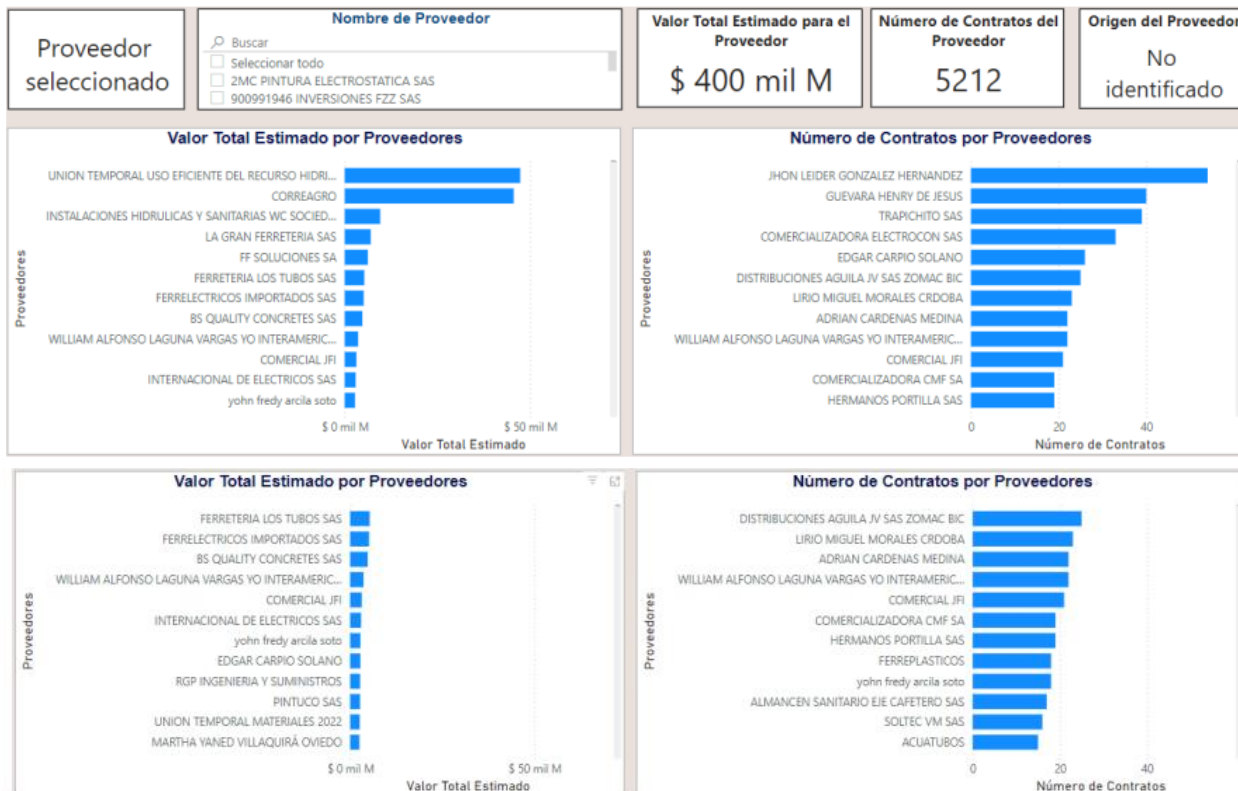 Proveedor
seleccionado
Nombre de Proveedor
Buscar
Seleccionar todo
2MC PINTURA ELECTROSTATICA SAS
900991946 INVERSIONES FZZ SAS
Valor Total Estimado para el
Proveedor
$ 400 mil M
Número de Contratos del
Proveedor
5212
Origen del Proveedor
No
identificado
Valor Total Estimado por Proveedores
Proveedores
UNION TEMPORAL USO EFICIENTE DEL RECURSO HIDRI...
CORREAGRO
INSTALACIONES HIDRULICAS Y SANITARIAS WC SOCIED...
LA GRAN FERRETERIA SAS
FF SOLUCIONES SA
FERRETERIA LOS TUBOS SAS
FERRELECTRICOS IMPORTADOS SAS
BS QUALITY CONCRETES SAS
WILLIAM ALFONSO LAGUNA VARGAS YO INTERAMERIC...
COMERCIAL JFI
INTERNACIONAL DE ELECTRICOS SAS
yohn fredy arcila soto
$ 0 mil M $ 50 mil M
Valor Total Estimado
Número de Contratos por Proveedores
Proveedores
JHON LEIDER GONZALEZ HERNANDEZ
GUEVARA HENRY DE JESUS
TRAPICHITO SAS
COMERCIALIZADORA ELECTROCON SAS
EDGAR CARPIO SOLANO
DISTRIBUCIONES AGUILA JV SAS ZOMAC BIC
LIRIO MIGUEL MORALES CRDOBA
ADRIAN CARDENAS MEDINA
WILLIAM ALFONSO LAGUNA VARGAS YO INTERAMERIC...
COMERCIAL JFI
COMERCIALIZADORA CMF SA
HERMANOS PORTILLA SAS
0 20 40
Número de Contratos
Valor Total Estimado por Proveedores
Proveedores
FERRETERIA LOS TUBOS SAS
FERRELECTRICOS IMPORTADOS SAS
BS QUALITY CONCRETES SAS
WILLIAM ALFONSO LAGUNA VARGAS YO INTERAMERIC...
COMERCIAL JFI
INTERNACIONAL DE ELECTRICOS SAS
yohn fredy arcila soto
EDGAR CARPIO SOLANO
RGP INGENIERIA Y SUMINISTROS
PINTUCO SAS
UNION TEMPORAL MATERIALES 2022
MARTHA YANED VILLAQUIRÁ OVIEDO
$ 0 mil M $ 50 mil M
Valor Total Estimado
Número de Contratos por Proveedores
Proveedores
DISTRIBUCIONES AGUILA JV SAS ZOMAC BIC
LIRIO MIGUEL MORALES CRDOBA
ADRIAN CARDENAS MEDINA
WILLIAM ALFONSO LAGUNA VARGAS YO INTERAMERIC...
COMERCIAL JFI
COMERCIALIZADORA CMF SA
HERMANOS PORTILLA SAS
FERREPLASTICOS
yohn fredy arcila soto
ALMANCEN SANITARIO EJE CAFETERO SAS
SOLTEC VM SAS
ACUATUBOS
0 20 40
Número de Contratos